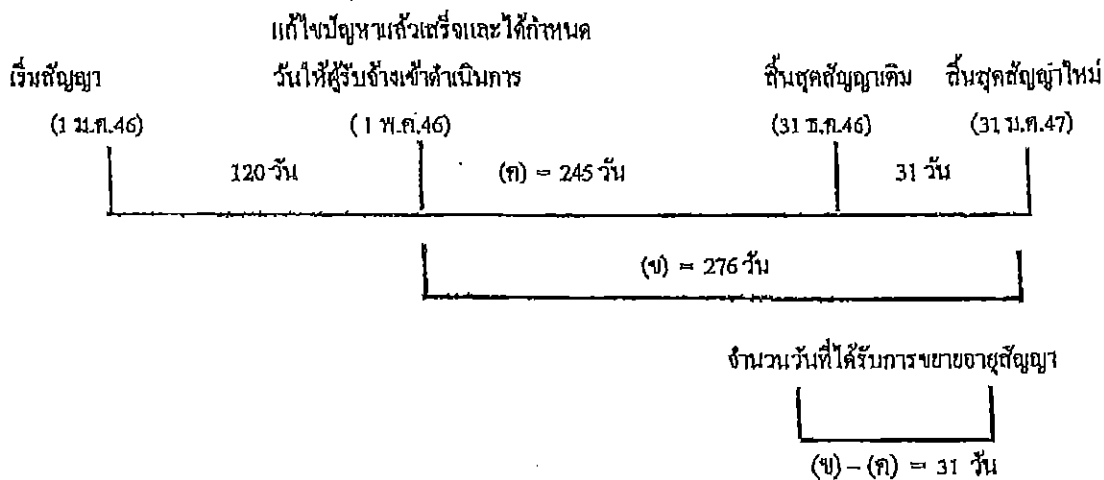 แก้ไขปัญหาแล้วเสร็จและได้กำหนด
เริ่มสัญญา วันให้ผู้รับจ้างเข้าดำเนินการ สิ้นสุดสัญญาเดิม สิ้นสุดสัญญาใหม่
(1 ม.ค.46) (1 พ.ค.46) (31 ธ.ค.46) (31 ม.ค.47)
120 วัน (ค) = 245 วัน 31 วัน
(ข) = 276 วัน
จำนวนวันที่ได้รับการขยายอายุสัญญา
(ข) – (ค) = 31 วัน